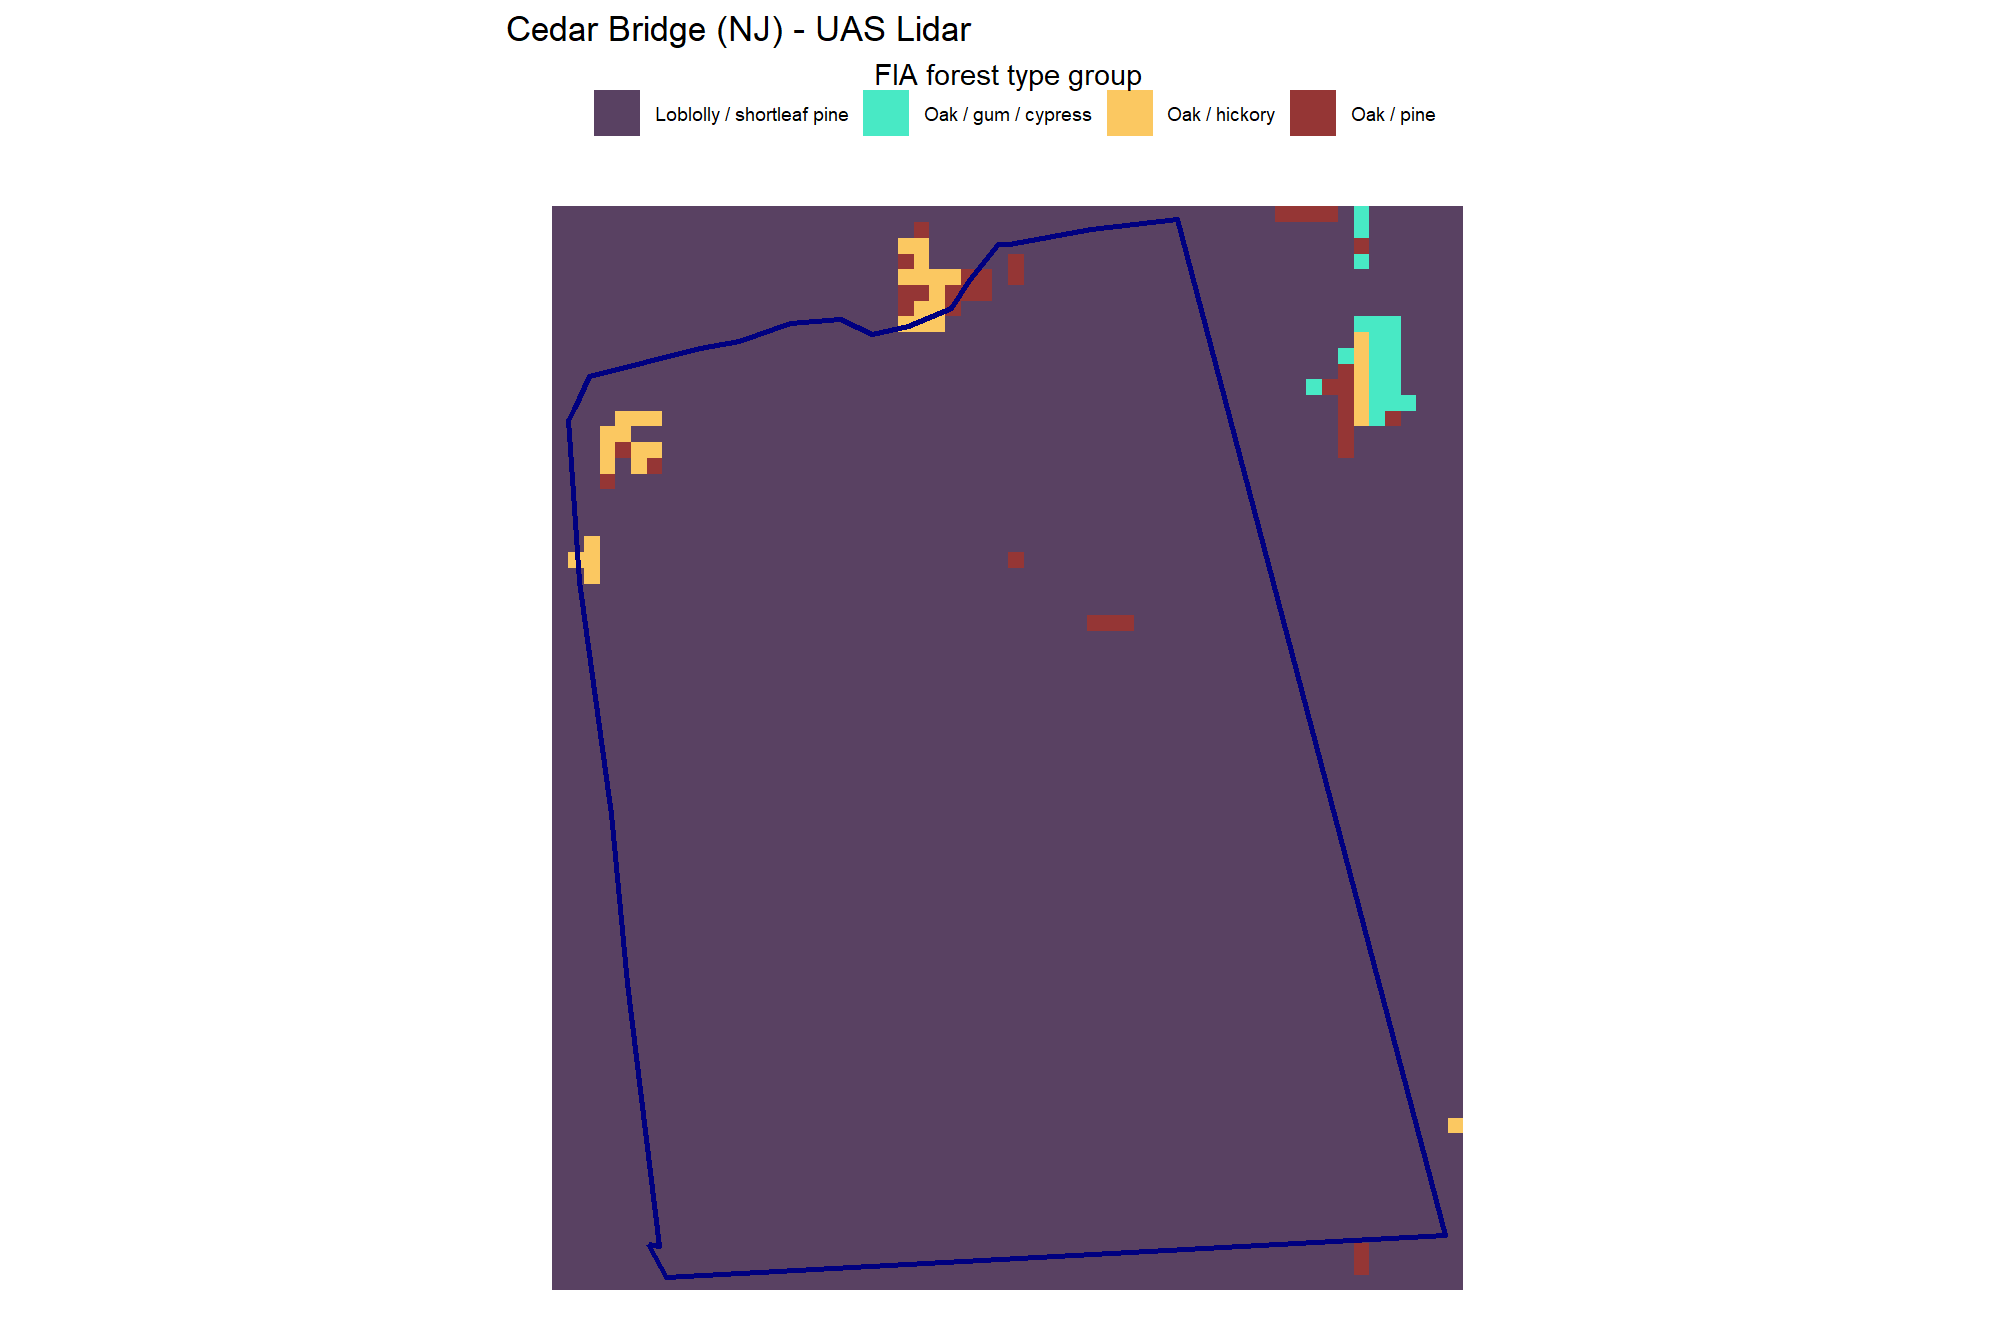 Cedar Bridge (NJ) - UAS Lidar
FIA forest type group
Loblolly / shortleaf pine Oak / gum / cypress Oak / hickory Oak / pine